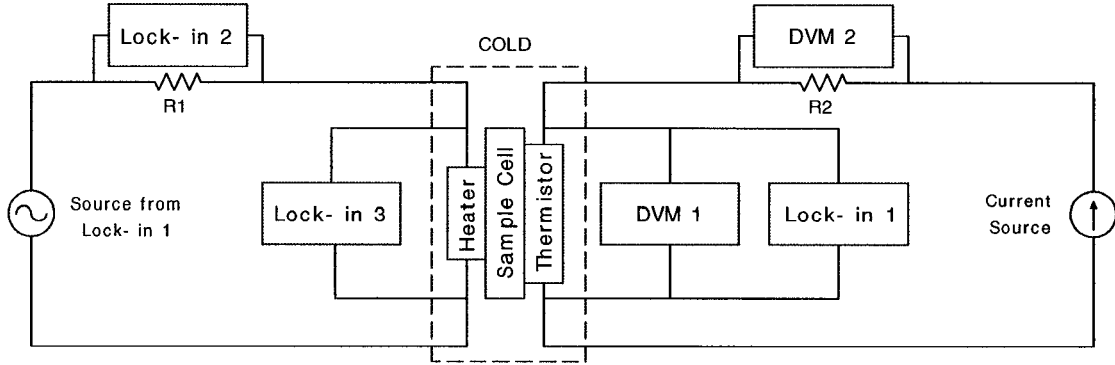 Lock- in 2
R1
COLD
DVM 2
R2
Source from
Lock- in 1
Lock- in 3
Heater
Sample Cell
Thermistor
DVM 1
Lock- in 1
Current
Source